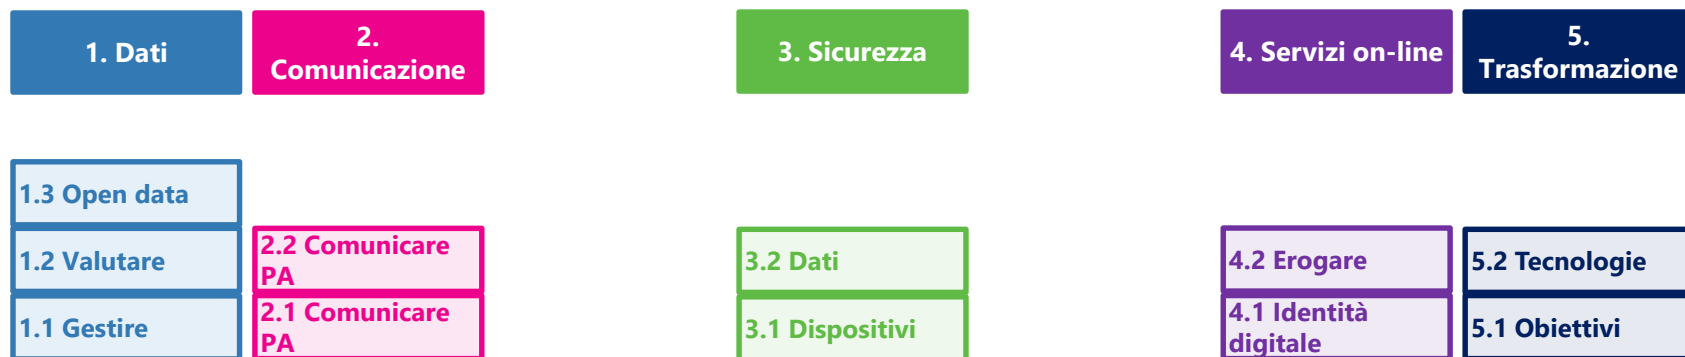 1. Dati
2.
Comunicazione
3. Sicurezza
4. Servizi on-line
5.
Trasformazione
1.3 Open data
1.2 Valutare
2.2 Comunicare
PA
3.2 Dati
4.2 Erogare
5.2 Tecnologie
1.1 Gestire
2.1 Comunicare
PA
3.1 Dispositivi
4.1 Identità
digitale
5.1 Obiettivi